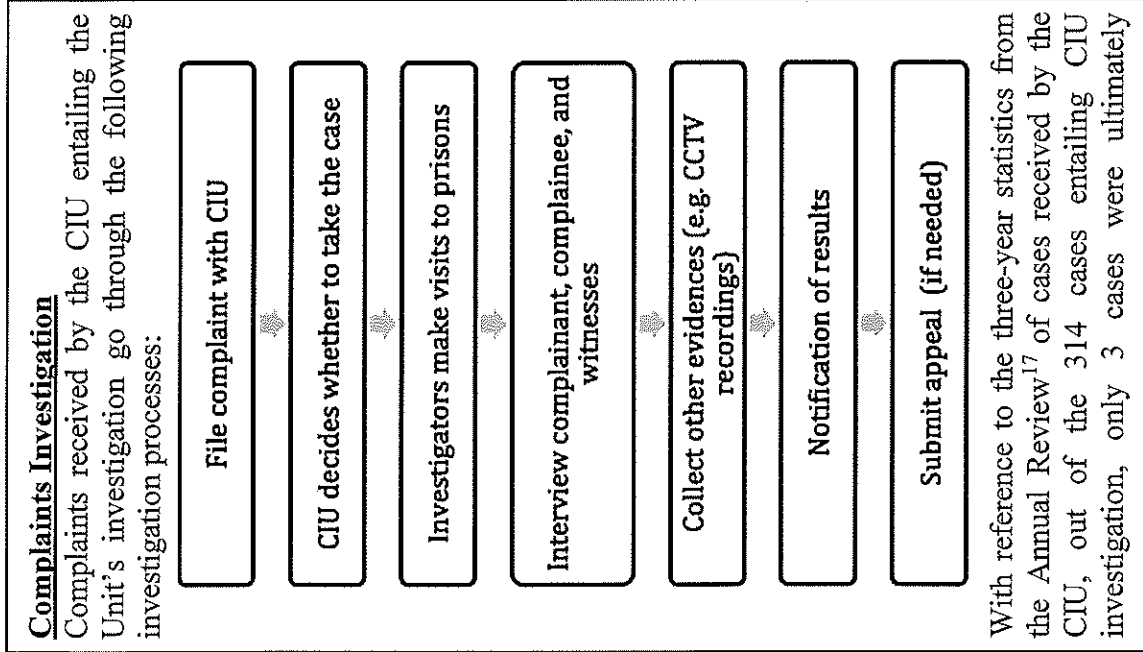 Complaints Investigation
Complaints received by the CIU entailing the
Unit's investigation go through the following
investigation processes:
File complaint with CIU
CIU decides whether to take the case
Investigators make visits to prisons
Interview complainant, complainee, and
witnesses
Collect other evidences (e.g. CCTV
recordings)
Notification of results
Submit appeal (if needed)
With reference to the three-year statistics from
the Annual Review17 of cases received by the
CIU, out of the 314 cases entailing CIU
investigation, only 3 cases were ultimately